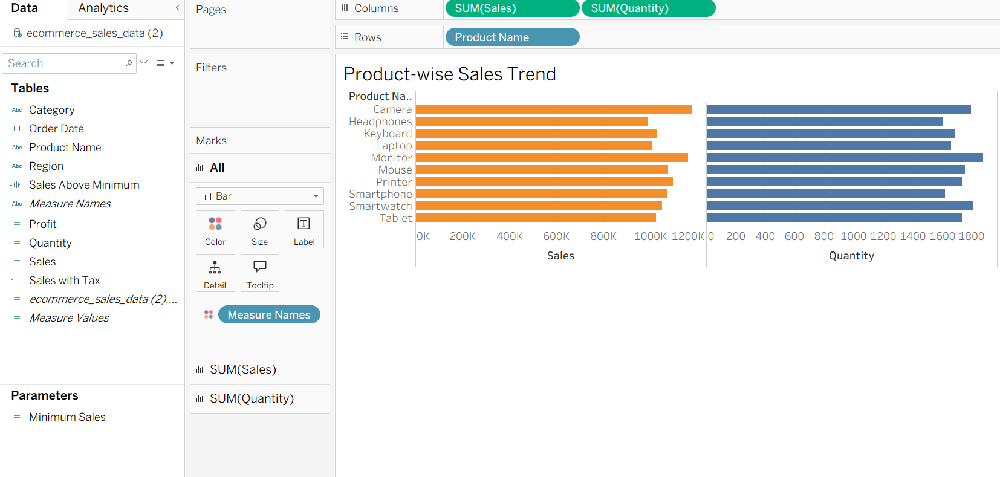 Data
Analytics
ecommerce_sales_data (2)
Search
Tables
Abc Category
Order Date
Abc Product Name
Abc Region
=T|F Sales Above Minimum
Abc Measure Names
# Profit
# Quantity
# Sales
=# Sales with Tax
# ecommerce_sales_data (2)....
# Measure Values
Parameters
# Minimum Sales
Pages
Filters
Marks
All
Bar
Color Size Label
Detail Tooltip
Measure Names
SUM(Sales)
SUM(Quantity)
Columns SUM(Sales) SUM(Quantity)
Rows Product Name
Product-wise Sales Trend
Product Na..
Camera
Headphones
Keyboard
Laptop
Monitor
Mouse
Printer
Smartphone
Smartwatch
Tablet
0K 200K 400K 600K 800K 1000K 1200K 0 200 400 600 800 1000 1200 1400 1600 1800
Sales Quantity